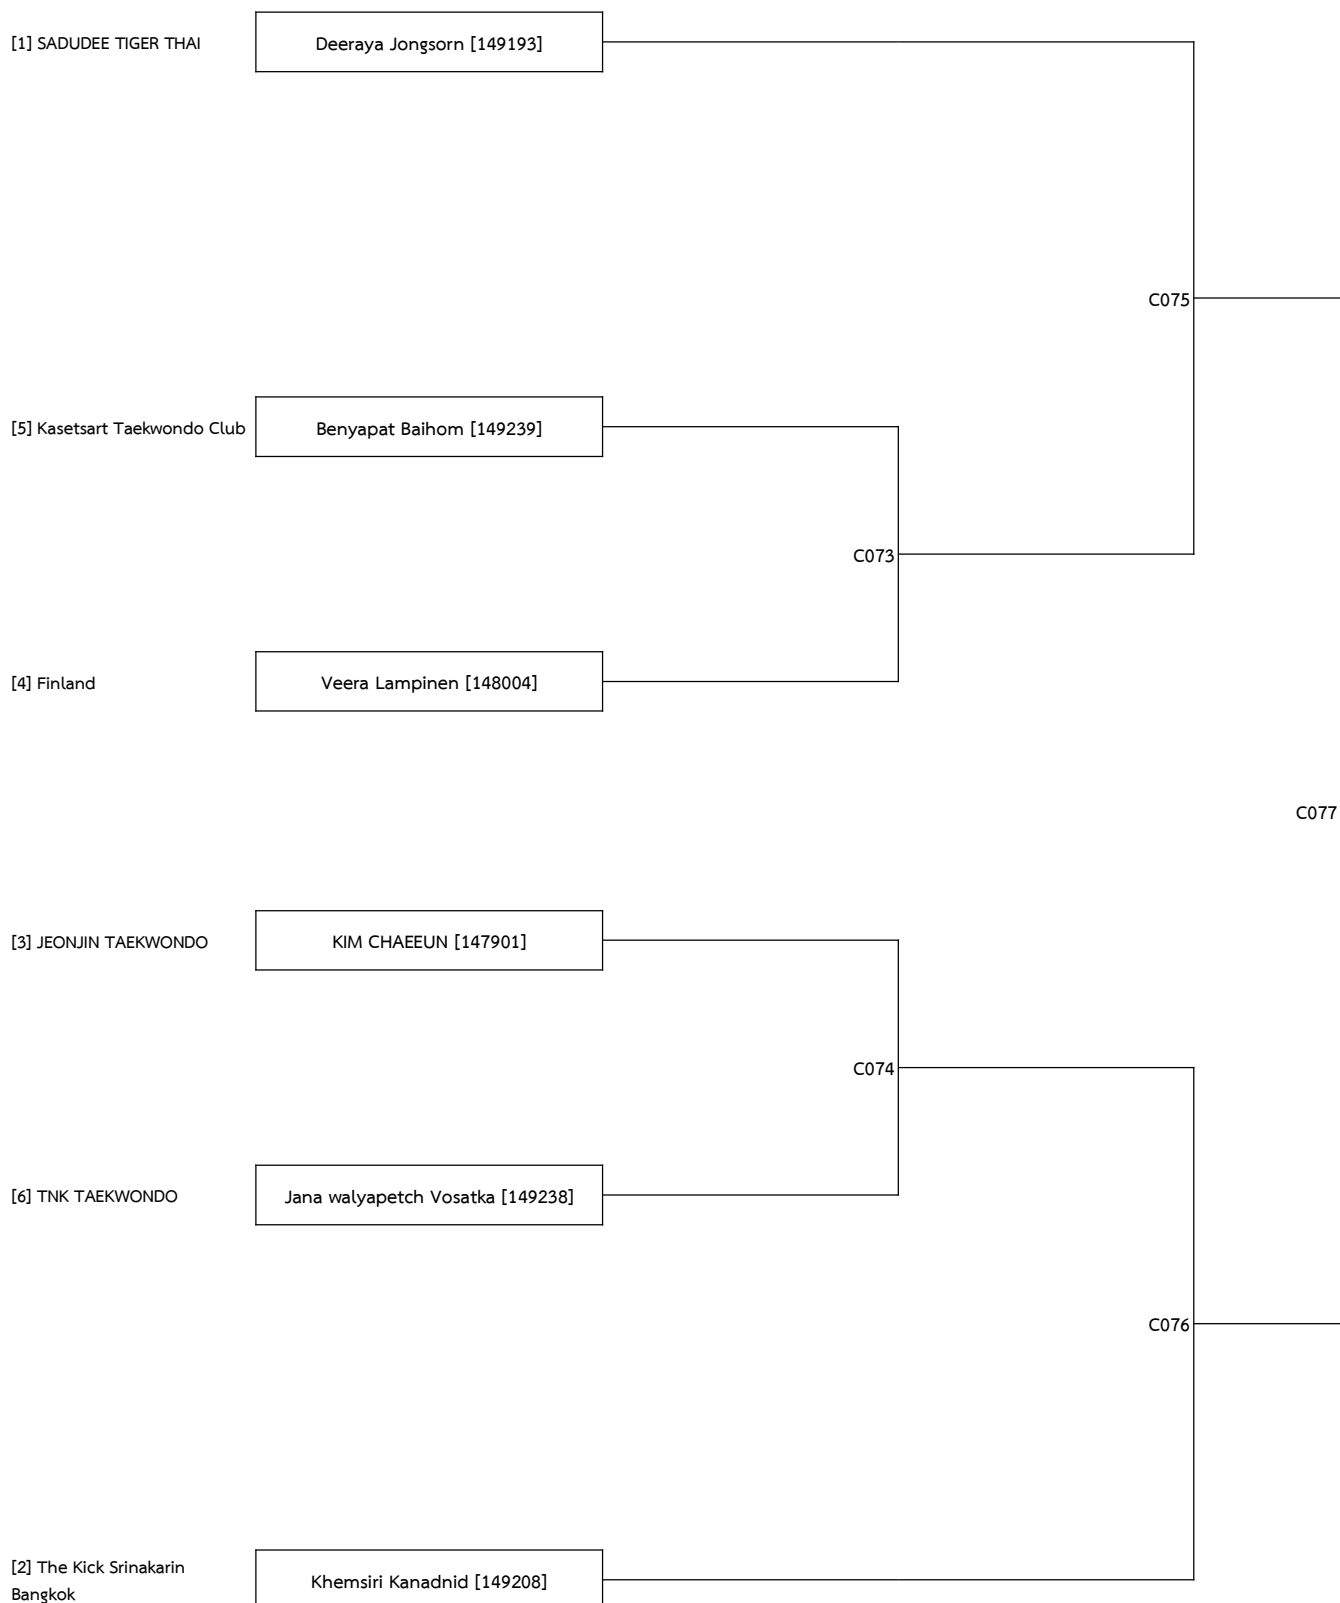 [1] SADUDEE TIGER THAI
Deeraya Jongsorn [149193]
C075
[5] Kasetsart Taekwondo Club
Benyapat Baihom [149239]
C073
[4] Finland
Veera Lampinen [148004]
C077
[3] JEONJIN TAEKWONDO
KIM CHAEEUN [147901]
C074
[6] TNK TAEKWONDO
Jana walyapetch Vosatka [149238]
C076
[2] The Kick Srinakarin
Bangkok
Khemsiri Kanadnid [149208]